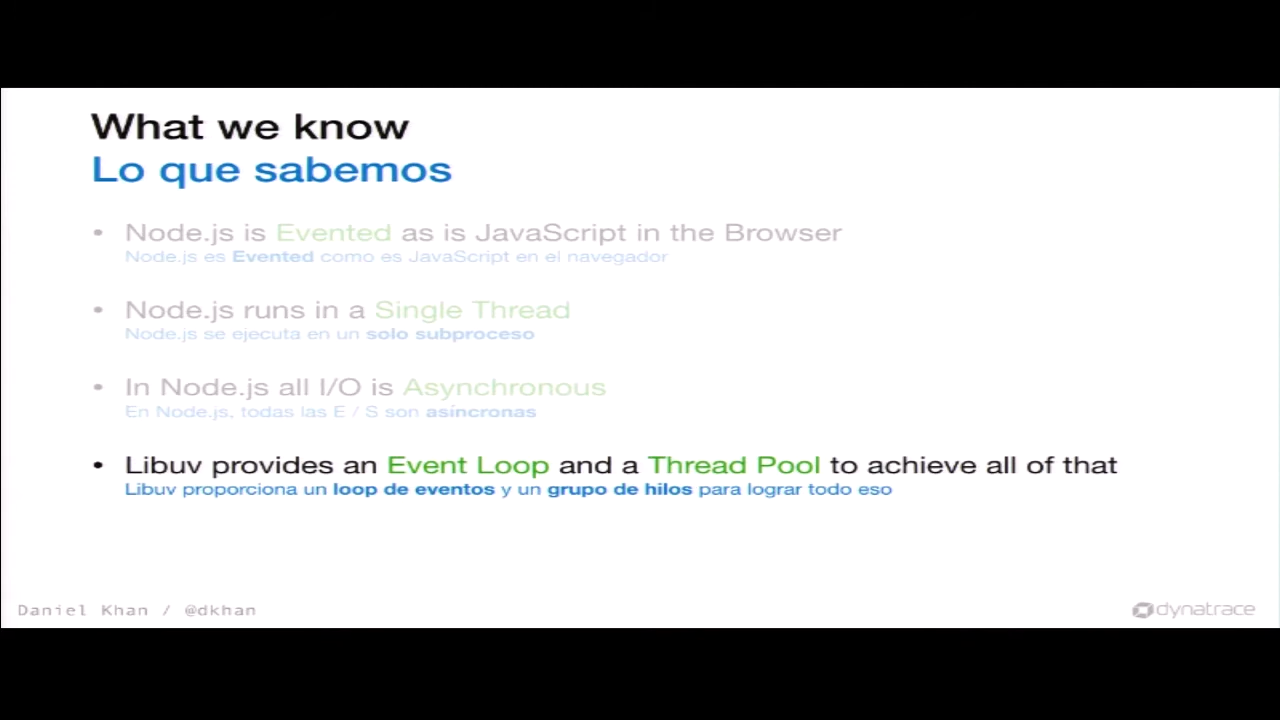 What we know
Lo que sabemos
• Node.js is Evented as is JavaScript in the Browser
Node.js es Evented como es JavaScript en el navegador
• Node.js runs in a Single Thread
Node.js se ejecuta en un solo subproceso
• In Node.js all I/O is Asynchronous
En Node.js, todas las E / S son asíncronas
• Libuv provides an Event Loop and a Thread Pool to achieve all of that
Libuv proporciona un loop de eventos y un grupo de hilos para lograr todo eso
Daniel Khan / @dkhan
dynatrace